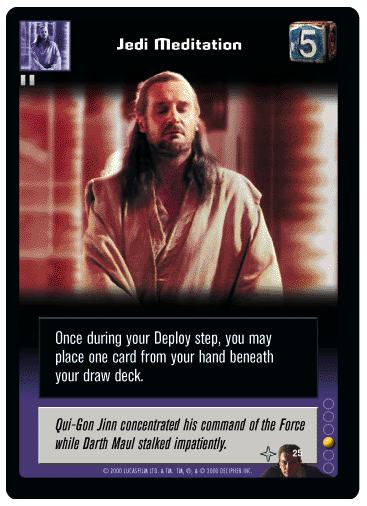 Jedi Meditation
5
Once during your Deploy step, you may
place one card from your hand beneath
your draw deck.
Qui-Gon Jinn concentrated his command of the Force
while Darth Maul stalked impatiently.
25
© 2000 LUCASFILM LTD. & TM. TM, ®, & © 2000 DECIPHER INC.